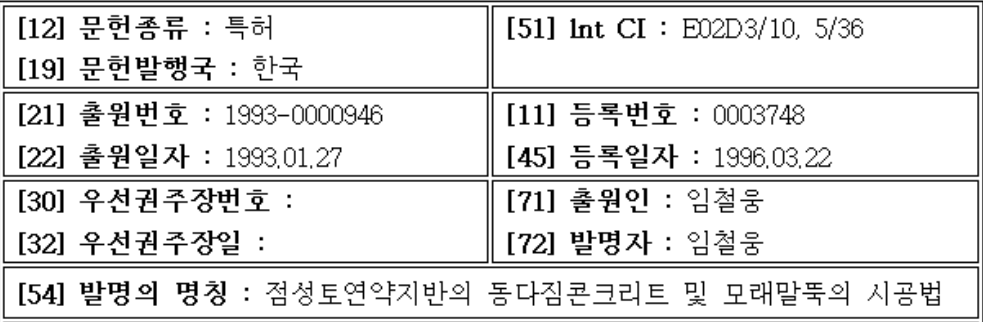 [12] 문헌종류 : 특허
[19] 문헌발행국 : 한국
[51] Int CI : E02D3/10, 5/36
[21] 출원번호 : 1993-0000946
[22] 출원일자 : 1993.01.27
[11] 등록번호 : 0003748
[45] 등록일자 : 1996.03.22
[30] 우선권주장번호 :
[32] 우선권주장일 :
[71] 출원인 : 임철웅
[72] 발명자 : 임철웅
[54] 발명의 명칭 : 점성토연약지반의 동다짐콘크리트 및 모래말뚝의 시공법